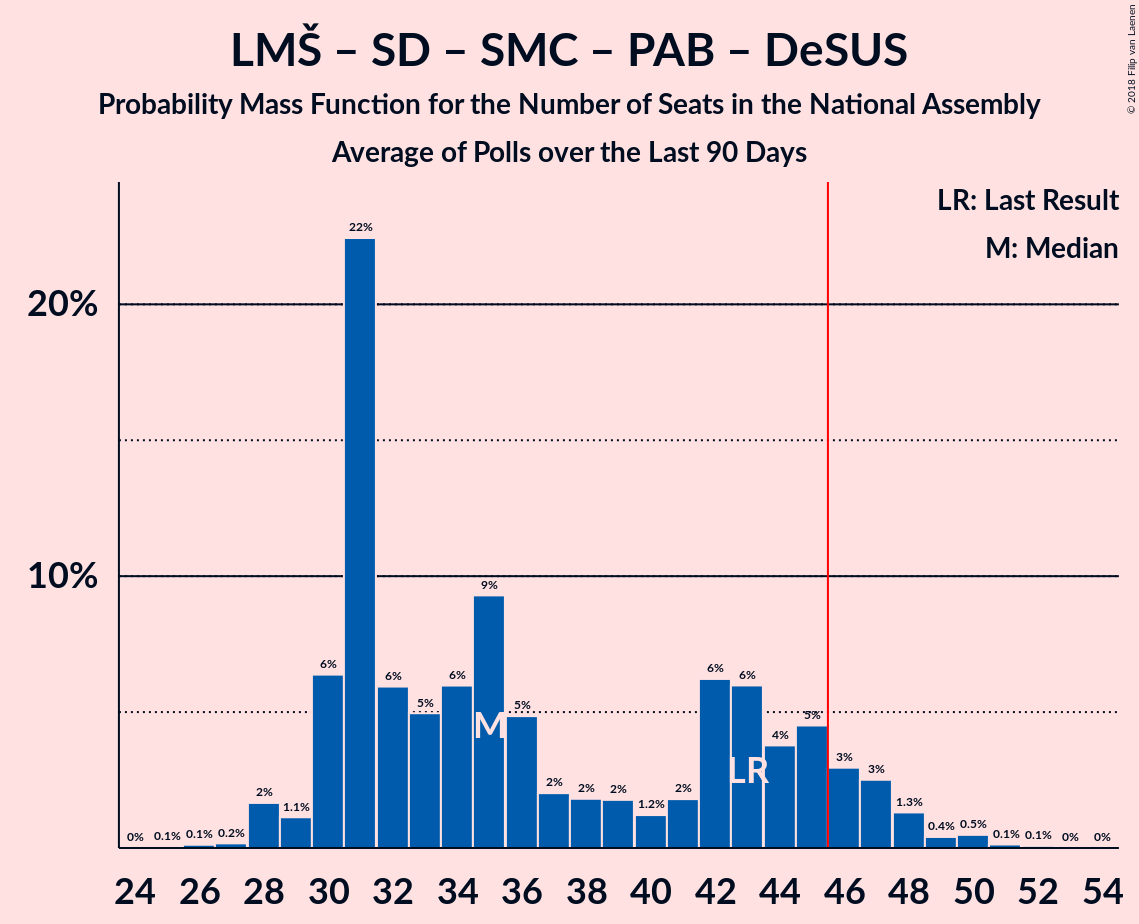 LMŠ – SD – SMC – PAB – DeSUS
Probability Mass Function for the Number of Seats in the National Assembly
Average of Polls over the Last 90 Days
© 2018 Filip van Laenen
LR: Last Result
M: Median
20%
10%
0% 0.1% 0.1% 0.2% 2% 1.1% 6% 22% 6% 5% 6% 9% 5% 2% 2% 2% 1.2% 2% 6% 6% 4% 5% 3% 3% 1.3% 0.4% 0.5% 0.1% 0.1% 0% 0%
M
LR
24 26 28 30 32 34 36 38 40 42 44 46 48 50 52 54